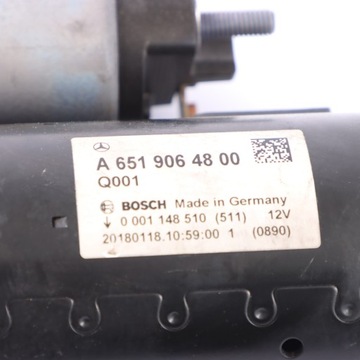 A 651 906 48 00
Q001
BOSCH Made in Germany
0 001 148 510 (511) 12V
20180118.10:59:00 1 (0890)